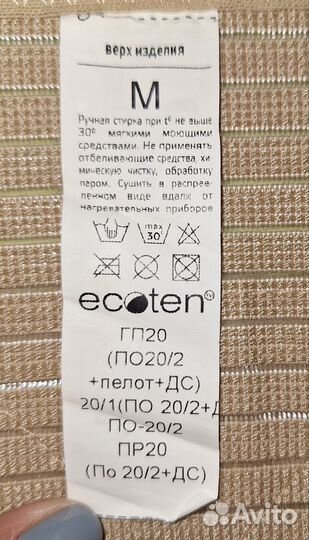 верх изделия
М
Ручная стирка при t° не выше
30° мягкими моющими
средствами. Не применять
отбеливающие средства, хи-
мическую чистку, обработку
паром. Сушить в расправ-
ленном виде вдали от
нагревательных приборов
max
30°
ecoten
ГП20
(ПО20/2
+пелот+ДС)
20/1(ПО 20/2+Д
ПО-20/2
ПР20
(По 20/2+ДС)
Avito